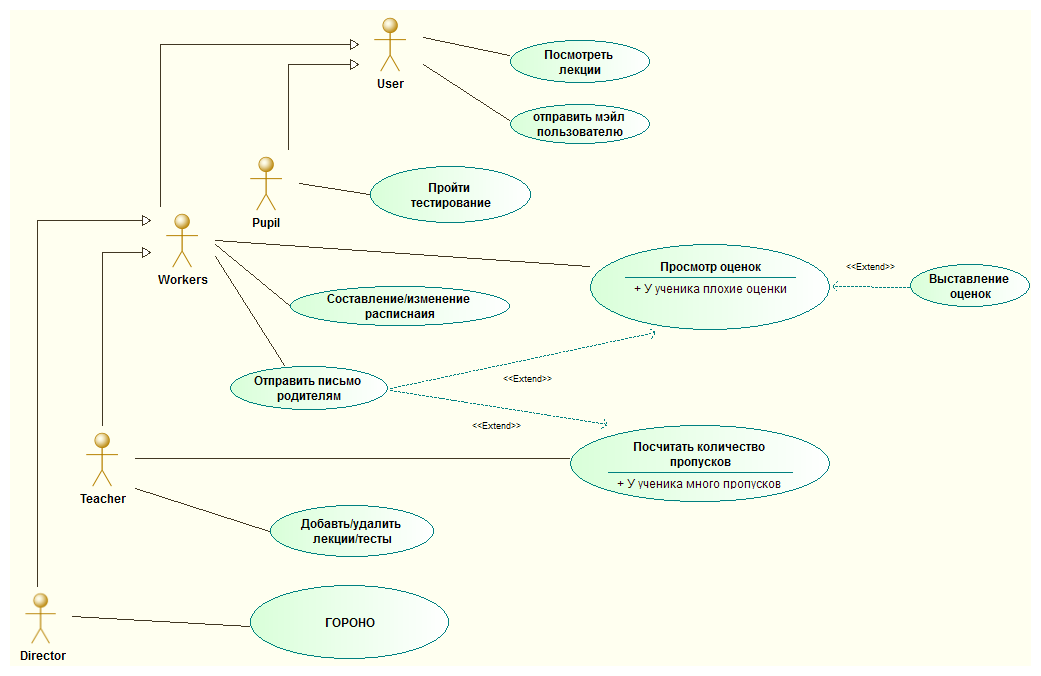 User
Посмотреть
лекции
отправить мэйл
пользователю
Pupil
Пройти
тестирование
Workers
Просмотр оценок
+ У ученика плохие оценки
<<Extend>>
Выставление
оценок
Составление/изменение
расписнаия
Отправить письмо
родителям
<<Extend>>
<<Extend>>
Teacher
Посчитать количество
пропусков
+ У ученика много пропусков
Добавть/удалить
лекции/тесты
Director
ГОРОНО